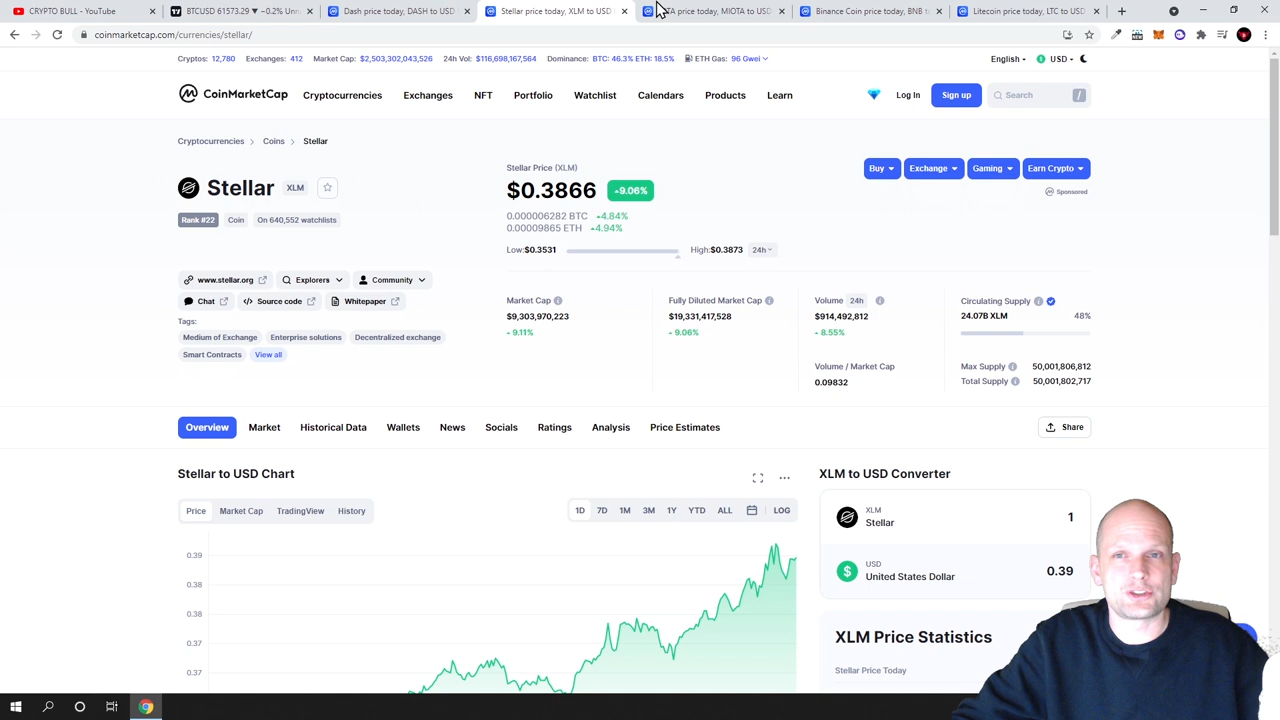 CRYPTO BULL - YouTube
BTCUSD 61573.29 ▼ −0.2% Unn
Dash price today, DASH to USD
Stellar price today, XLM to USD
TA price today, MIOTA to USD
Binance Coin price today, BNB t
Litecoin price today, LTC to USD
coinmarketcap.com/currencies/stellar/
Cryptos: 12,780 Exchanges: 412 Market Cap: $2,503,302,043,526 24h Vol: $116,698,167,564 Dominance: BTC: 46.3% ETH: 18.5% ETH Gas: 96 Gwei English USD
CoinMarketCap Cryptocurrencies Exchanges NFT Portfolio Watchlist Calendars Products Learn Log In Sign up Search /
Cryptocurrencies > Coins > Stellar
Stellar XLM
Rank #22 Coin On 640,552 watchlists
www.stellar.org Explorers Community
Chat Source code Whitepaper
Tags:
Medium of Exchange Enterprise solutions Decentralized exchange
Smart Contracts View all
Stellar Price (XLM)
$0.3866 9.06%
0.000006282 BTC 4.84%
0.00009865 ETH 4.94%
Low: $0.3531 High: $0.3873 24h
Buy Exchange Gaming Earn Crypto
Sponsored
Market Cap
$9,303,970,223
9.11%
Fully Diluted Market Cap
$19,331,417,528
9.06%
Volume 24h
$914,492,812
8.55%
Volume / Market Cap
0.09832
Circulating Supply
24.07B XLM 48%
Max Supply 50,001,806,812
Total Supply 50,001,802,717
Overview Market Historical Data Wallets News Socials Ratings Analysis Price Estimates Share
Stellar to USD Chart
Price Market Cap TradingView History 1D 7D 1M 3M 1Y YTD ALL LOG
0.39
0.38
0.38
0.37
0.37
XLM to USD Converter
XLM
Stellar 1
USD
United States Dollar 0.39
XLM Price Statistics
Stellar Price Today